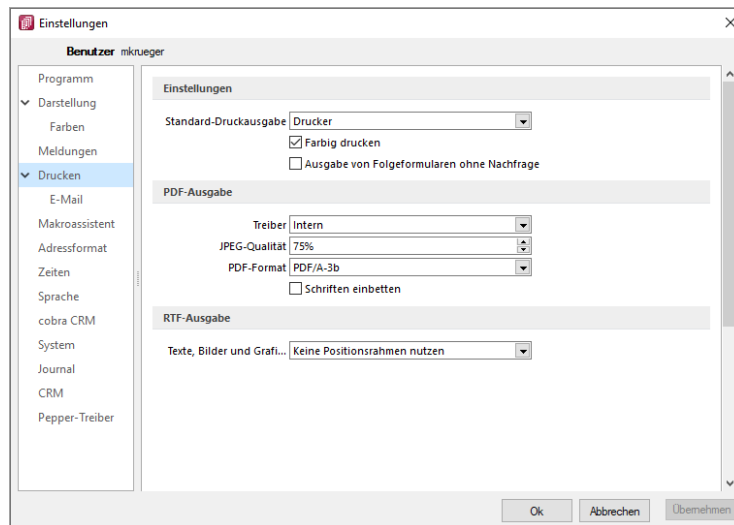 Einstellungen
Benutzer mkrueger
Programm
Darstellung
Farben
Meldungen
Drucken
E-Mail
Makroassistent
Adressformat
Zeiten
Sprache
cobra CRM
System
Journal
CRM
Pepper-Treiber
Einstellungen
Standard-Druckausgabe Drucker
Farbig drucken
Ausgabe von Folgeformularen ohne Nachfrage
PDF-Ausgabe
Treiber Intern
JPEG-Qualität 75%
PDF-Format PDF/A-3b
Schriften einbetten
RTF-Ausgabe
Texte, Bilder und Grafi... Keine Positionsrahmen nutzen
Ok Abbrechen Übernehmen